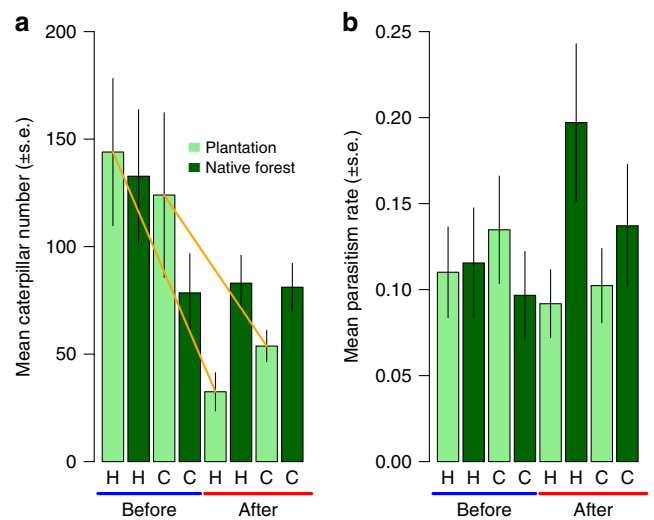 a
Mean caterpillar number (±s.e.)
200
150
100
50
0
Plantation
Native forest
H H C C H H C C
Before After
b
Mean parasitism rate (±s.e.)
0.25
0.20
0.15
0.10
0.05
0.00
H H C C H H C C
Before After